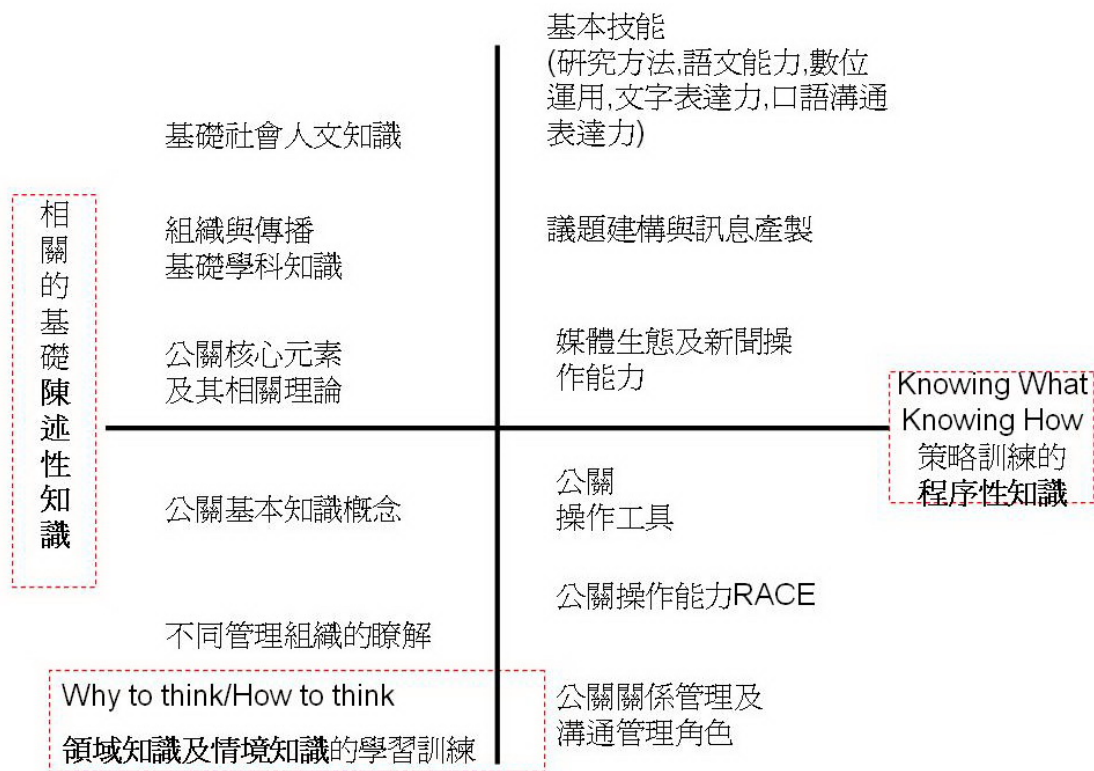 基本技能
(研究方法,語文能力,數位
運用,文字表達力,口語溝通
表達力)
基礎社會人文知識
組織與傳播
基礎學科知識
議題建構與訊息產製
公關核心元素
及其相關理論
媒體生態及新聞操
作能力
相關的基礎陳述性知識
Knowing What
Knowing How
策略訓練的
程序性知識
公關基本知識概念
公關
操作工具
公關操作能力RACE
不同管理組織的瞭解
Why to think/How to think
領域知識及情境知識的學習訓練
公關關係管理及
溝通管理角色